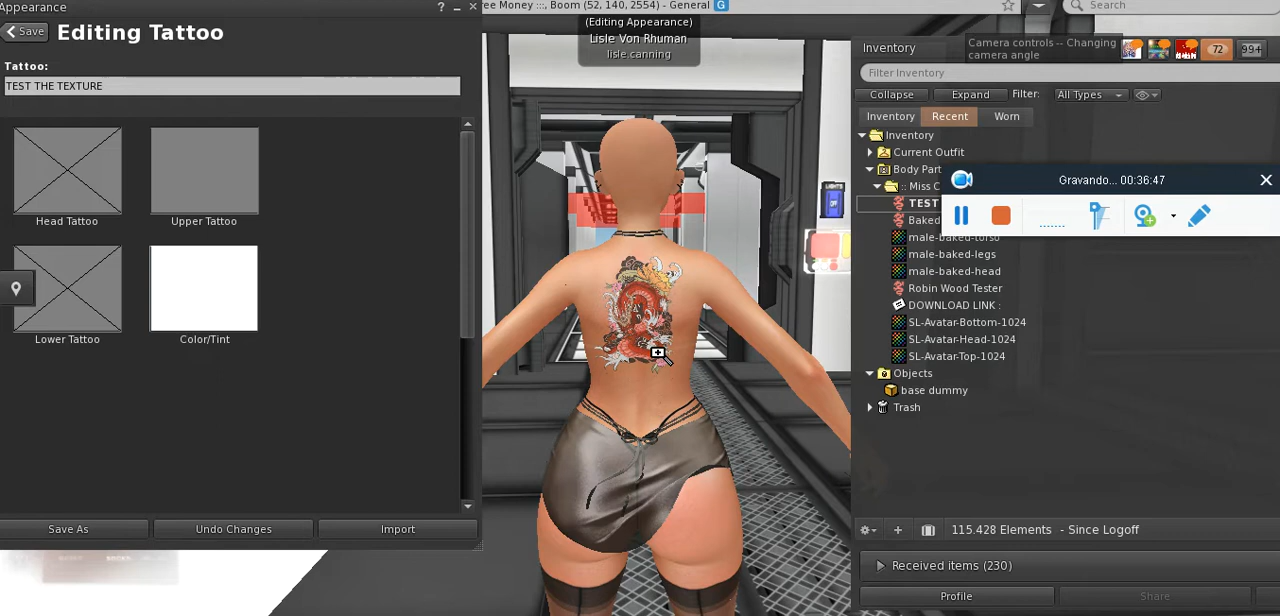 Appearance
?
ree Money :::, Boom (52, 140, 2554) - General G
Search
Save
Editing Tattoo
(Editing Appearance)
Lisle Von Rhuman
lisle canning
Inventory
Camera controls -- Changing camera angle
72
99+
Tattoo:
TEST THE TEXTURE
Filter Inventory
Collapse
Expand
Filter:
All Types
Inventory
Recent
Worn
Inventory
Current Outfit
Body Part
:: Miss C
TEST
Baked
male-baked-torso
male-baked-legs
male-baked-head
Robin Wood Tester
DOWNLOAD LINK :
SL-Avatar-Bottom-1024
SL-Avatar-Head-1024
SL-Avatar-Top-1024
Objects
base dummy
Trash
Gravando... 00:36:47
Head Tattoo
Upper Tattoo
Lower Tattoo
Color/Tint
LIGHTS
Save As
Undo Changes
Import
115.428 Elements - Since Logoff
Received items (230)
Profile
Share